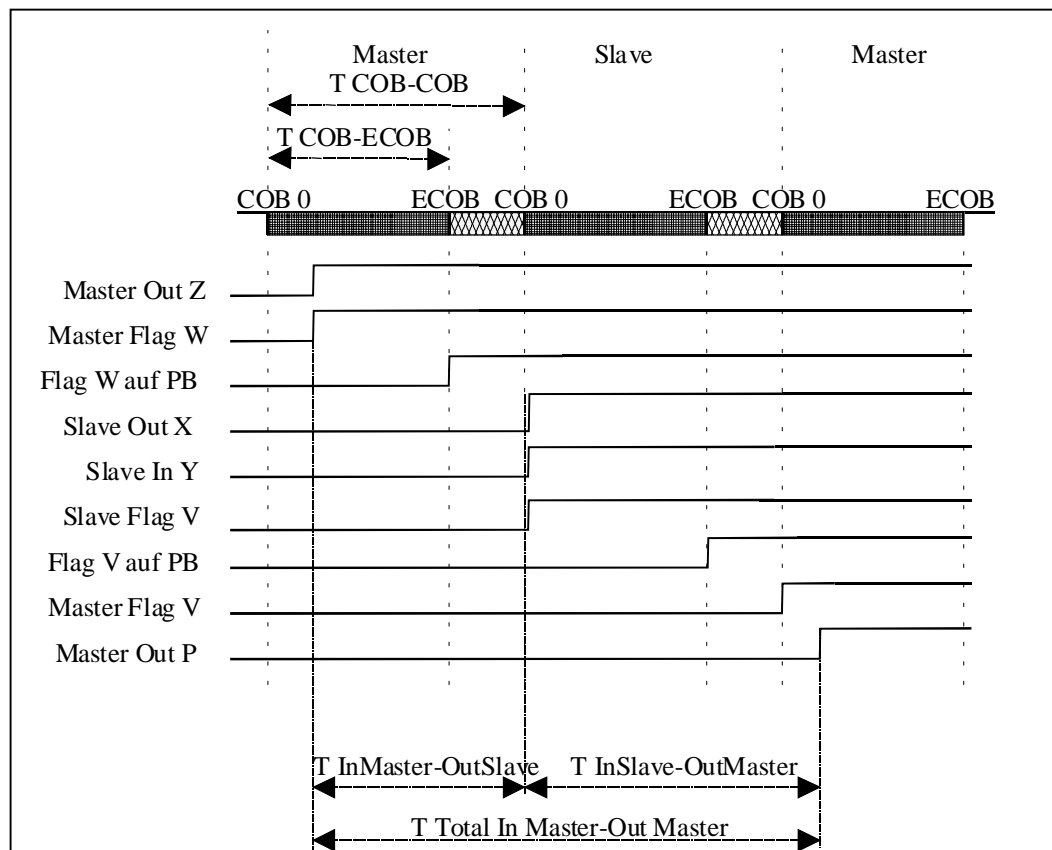 Master Slave Master
T COB-COB
T COB-ECOB
COB 0 ECOB COB 0 ECOB COB 0 ECOB
Master Out Z
Master Flag W
Flag W auf PB
Slave Out X
Slave In Y
Slave Flag V
Flag V auf PB
Master Flag V
Master Out P
T InMaster-OutSlave T InSlave-OutMaster
T Total In Master-Out Master